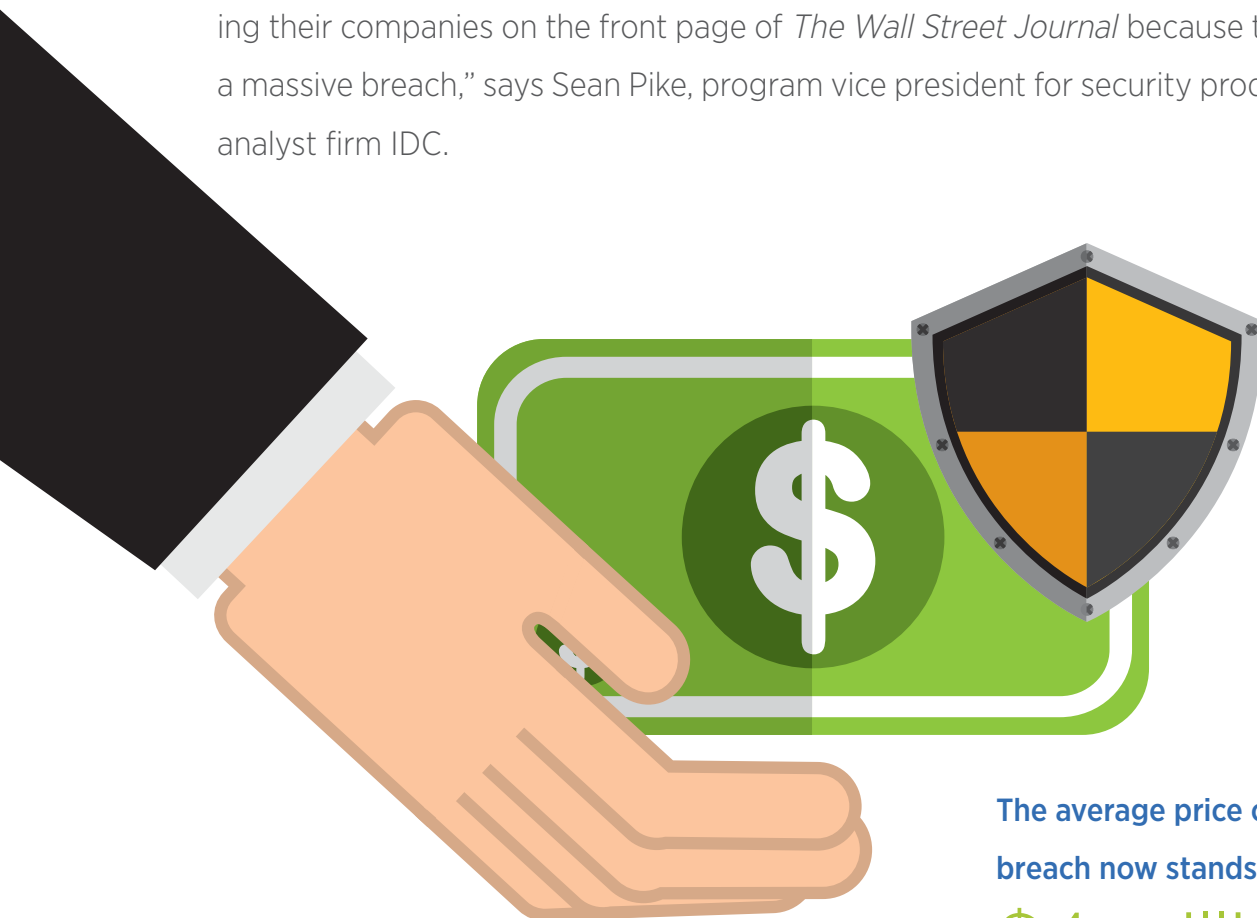 ing their companies on the front page of The Wall Street Journal because
a massive breach,” says Sean Pike, program vice president for security
analyst firm IDC.
$
The average price
breach now stands